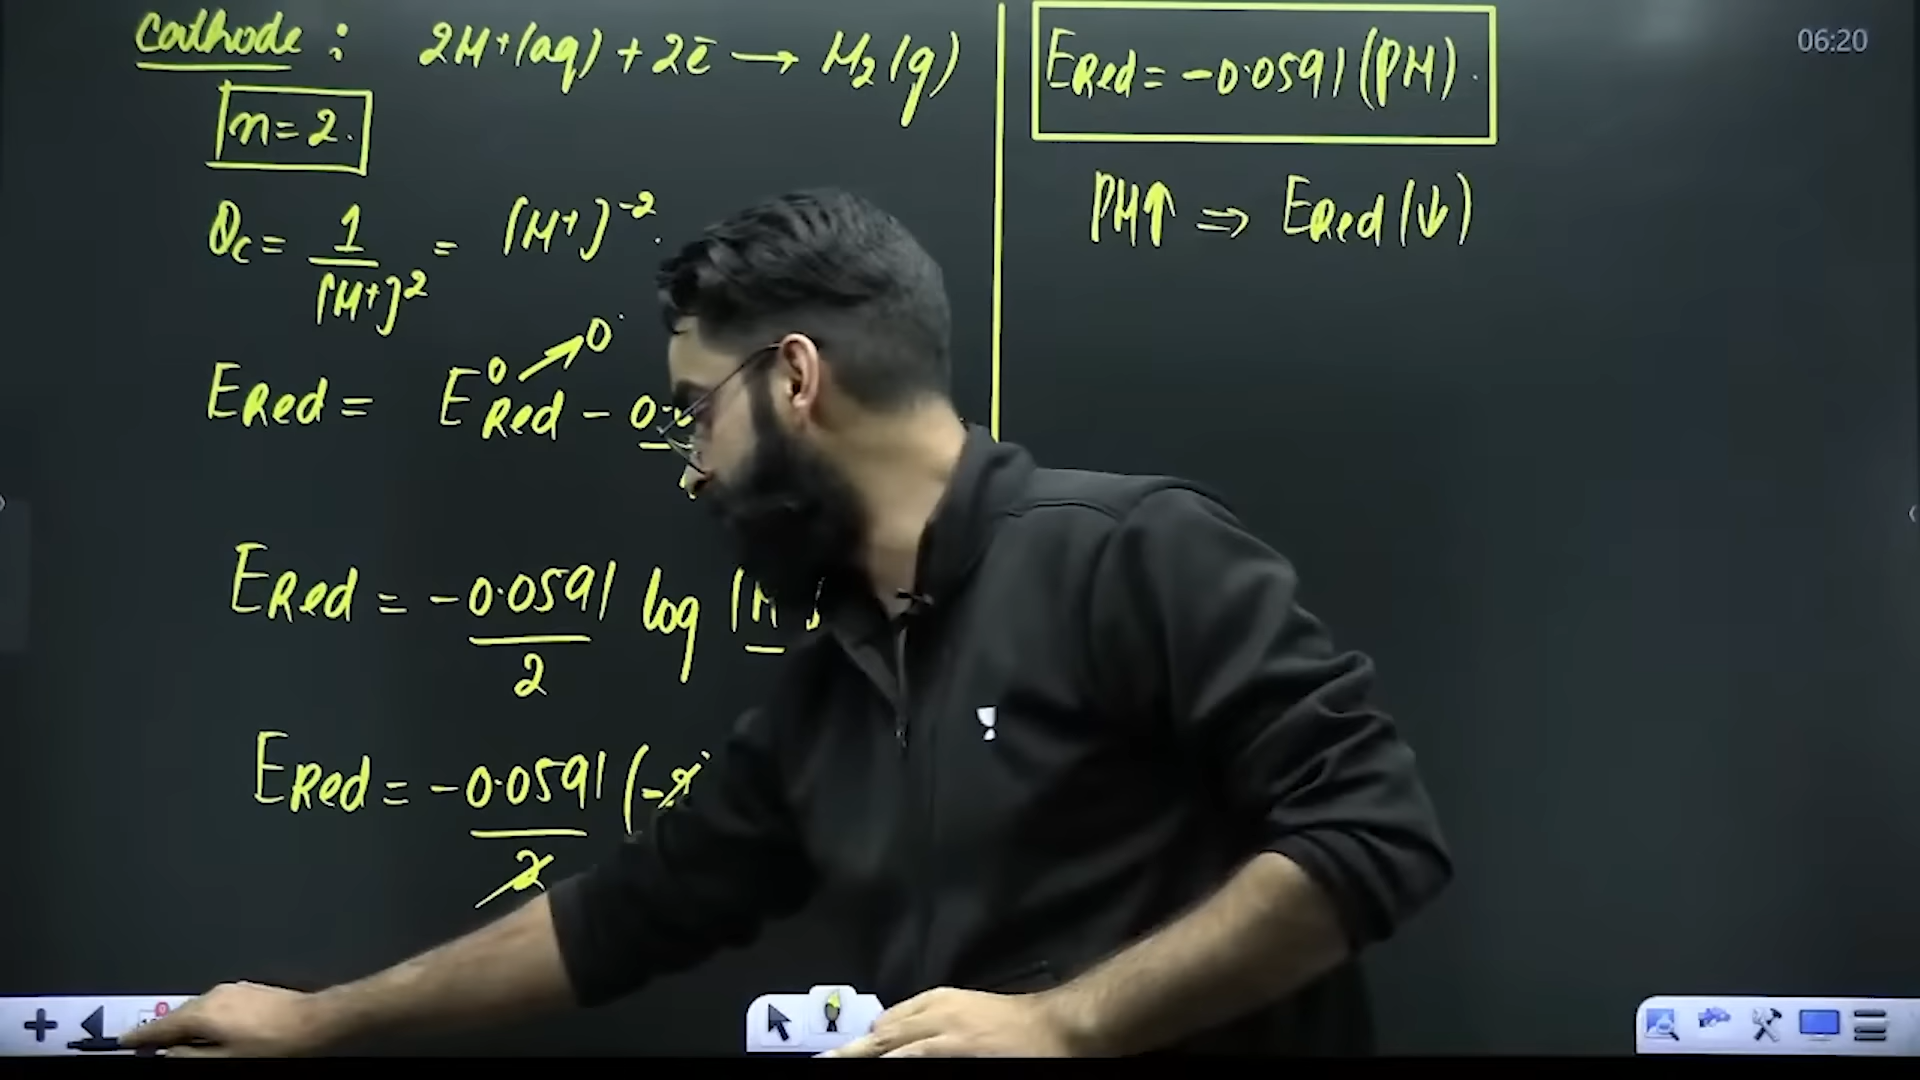 Cathode : 2H+(aq) + 2ē → H₂(g)
n=2.
Qc = 1/[H+]² = [H+]⁻².
ERed = E⁰Red → 0 -
ERed = -0.0591/2 log [H
ERed = -0.0591/2 (-2
ERed = -0.0591 (PH).
PH↑ ⇒ ERed (↓)
06:20